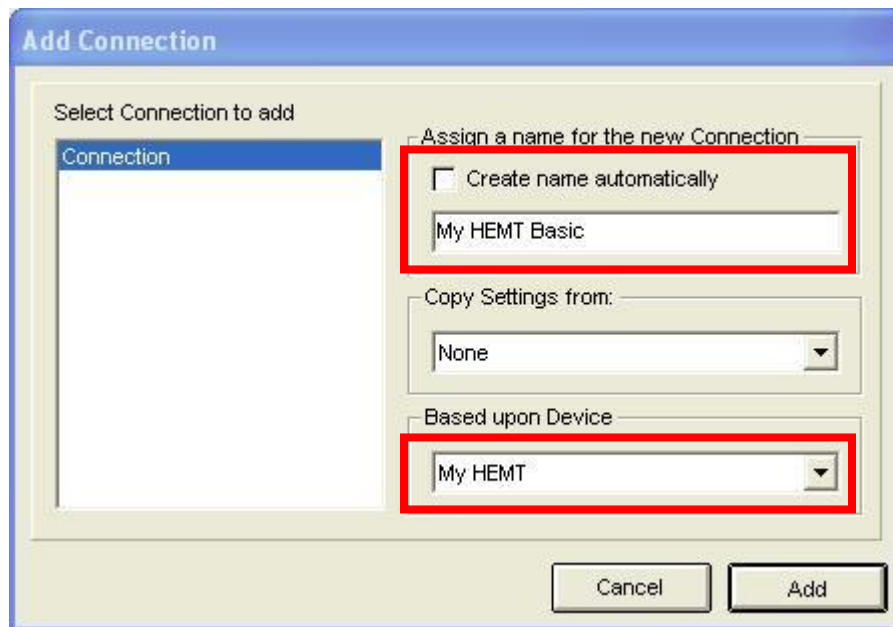 Add Connection
Select Connection to add
Connection
Assign a name for the new Connection
Create name automatically
My HEMT Basic
Copy Settings from:
None
Based upon Device
My HEMT
Cancel
Add